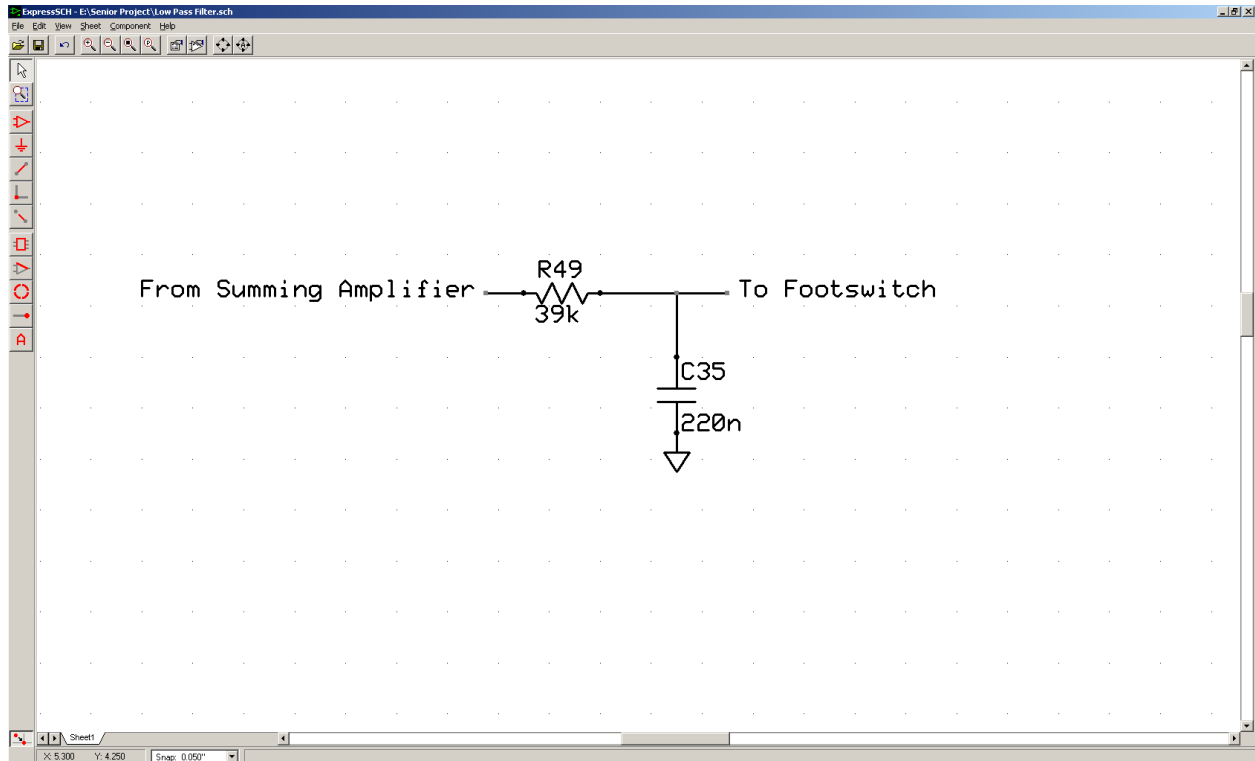 ExpressSCH - E:\Senior Project\Low Pass Filter.sch
File Edit View Sheet Component Help
R49
From Summing Amplifier
To Footswitch
39k
C35
220n
Sheet1
X: 5.300 Y: 4.250 Snap: 0.050"